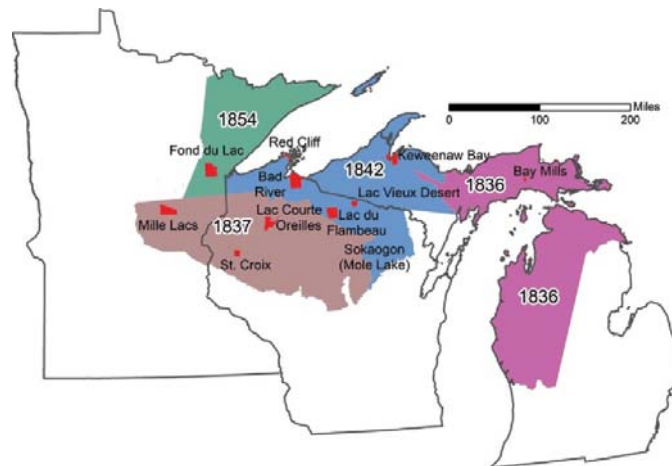 1854
Fond du Lac
Red Cliff
Bad
River
1842
Keweenaw Bay
Lac Vieux Desert
1836
Bay Mills
Miles
0
100
200
Mille Lacs
1837
Lac Courte
Oreilles
Lac du
Flambeau
St. Croix
Sokaogon
(Mole Lake)
1836